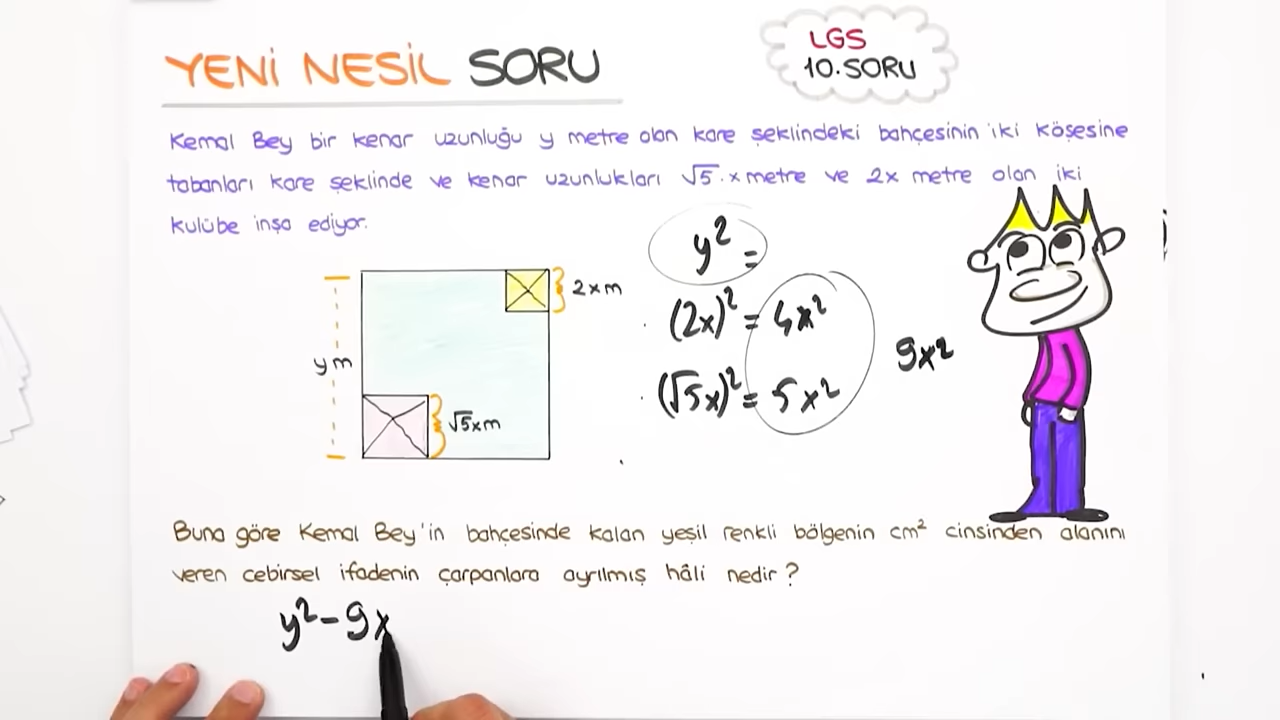 YENİ NESİL SORU
LGS
10.SORU
Kemal Bey bir kenar uzunluğu y metre olan kare şeklindeki bahçesinin iki köşesine
tabanları kare şeklinde ve kenar uzunlukları √5.x metre ve 2x metre olan iki
kulübe inşa ediyor.
y² =
2xm
(2x)² = 4x²
ym
9x²
(√5x)² = 5x²
√5xm
Buna göre Kemal Bey'in bahçesinde kalan yeşil renkli bölgenin cm² cinsinden alanını
veren cebirsel ifadenin çarpanlara ayrılmış hâli nedir?
y² - 9x